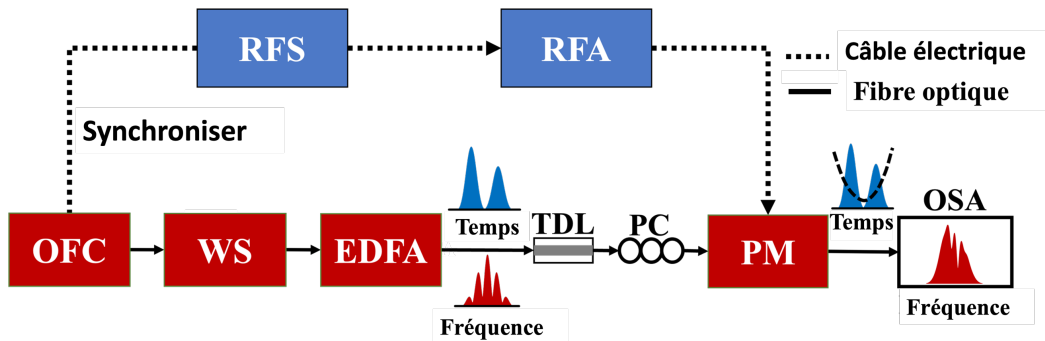 RFS
RFA
Câble électrique
Fibre optique
Synchroniser
Temps
TDL
PC
Temps
OSA
OFC
WS
EDFA
PM
Fréquence
Fréquence